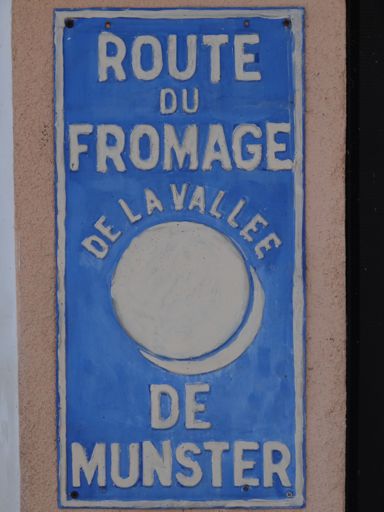 ROUTE
DU
FROMAGE
DE LA VALLEE
DE
MUNSTER